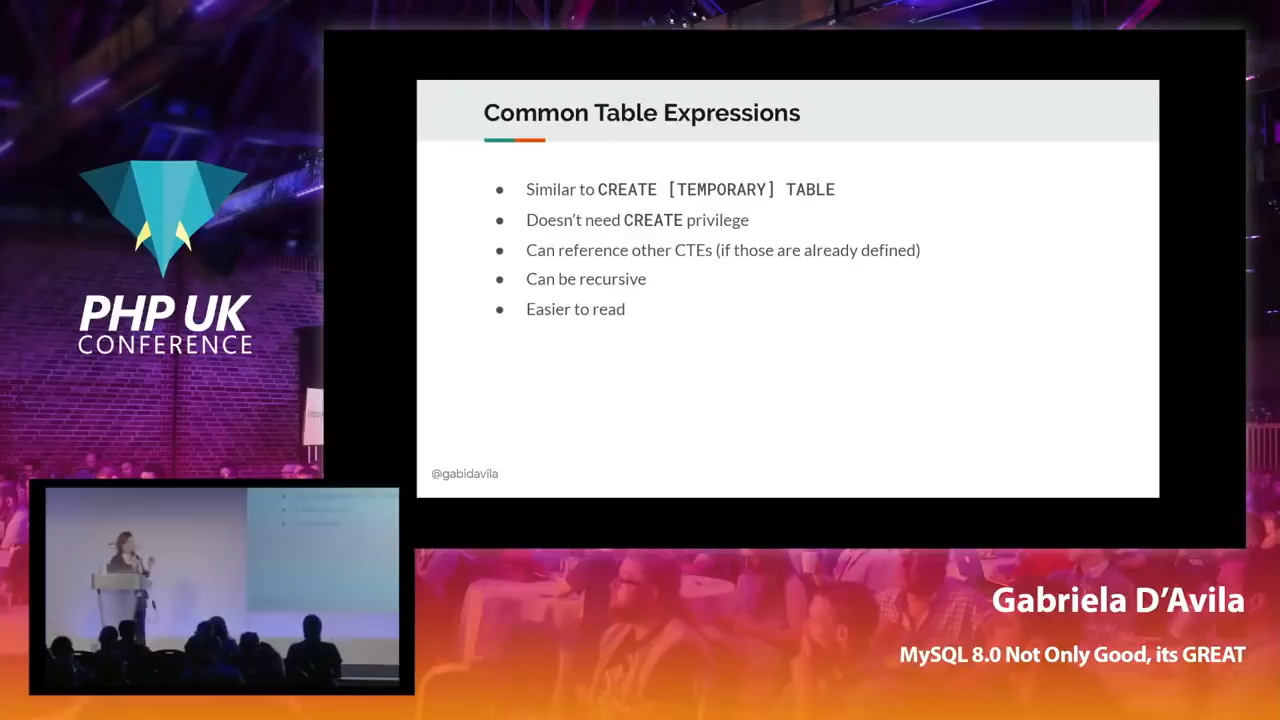 Common Table Expressions
● Similar to CREATE [TEMPORARY] TABLE
● Doesn’t need CREATE privilege
● Can reference other CTEs (if those are already defined)
● Can be recursive
● Easier to read
@gabidavila
PHP UK
CONFERENCE
Gabriela D’Avila
MySQL 8.0 Not Only Good, its GREAT